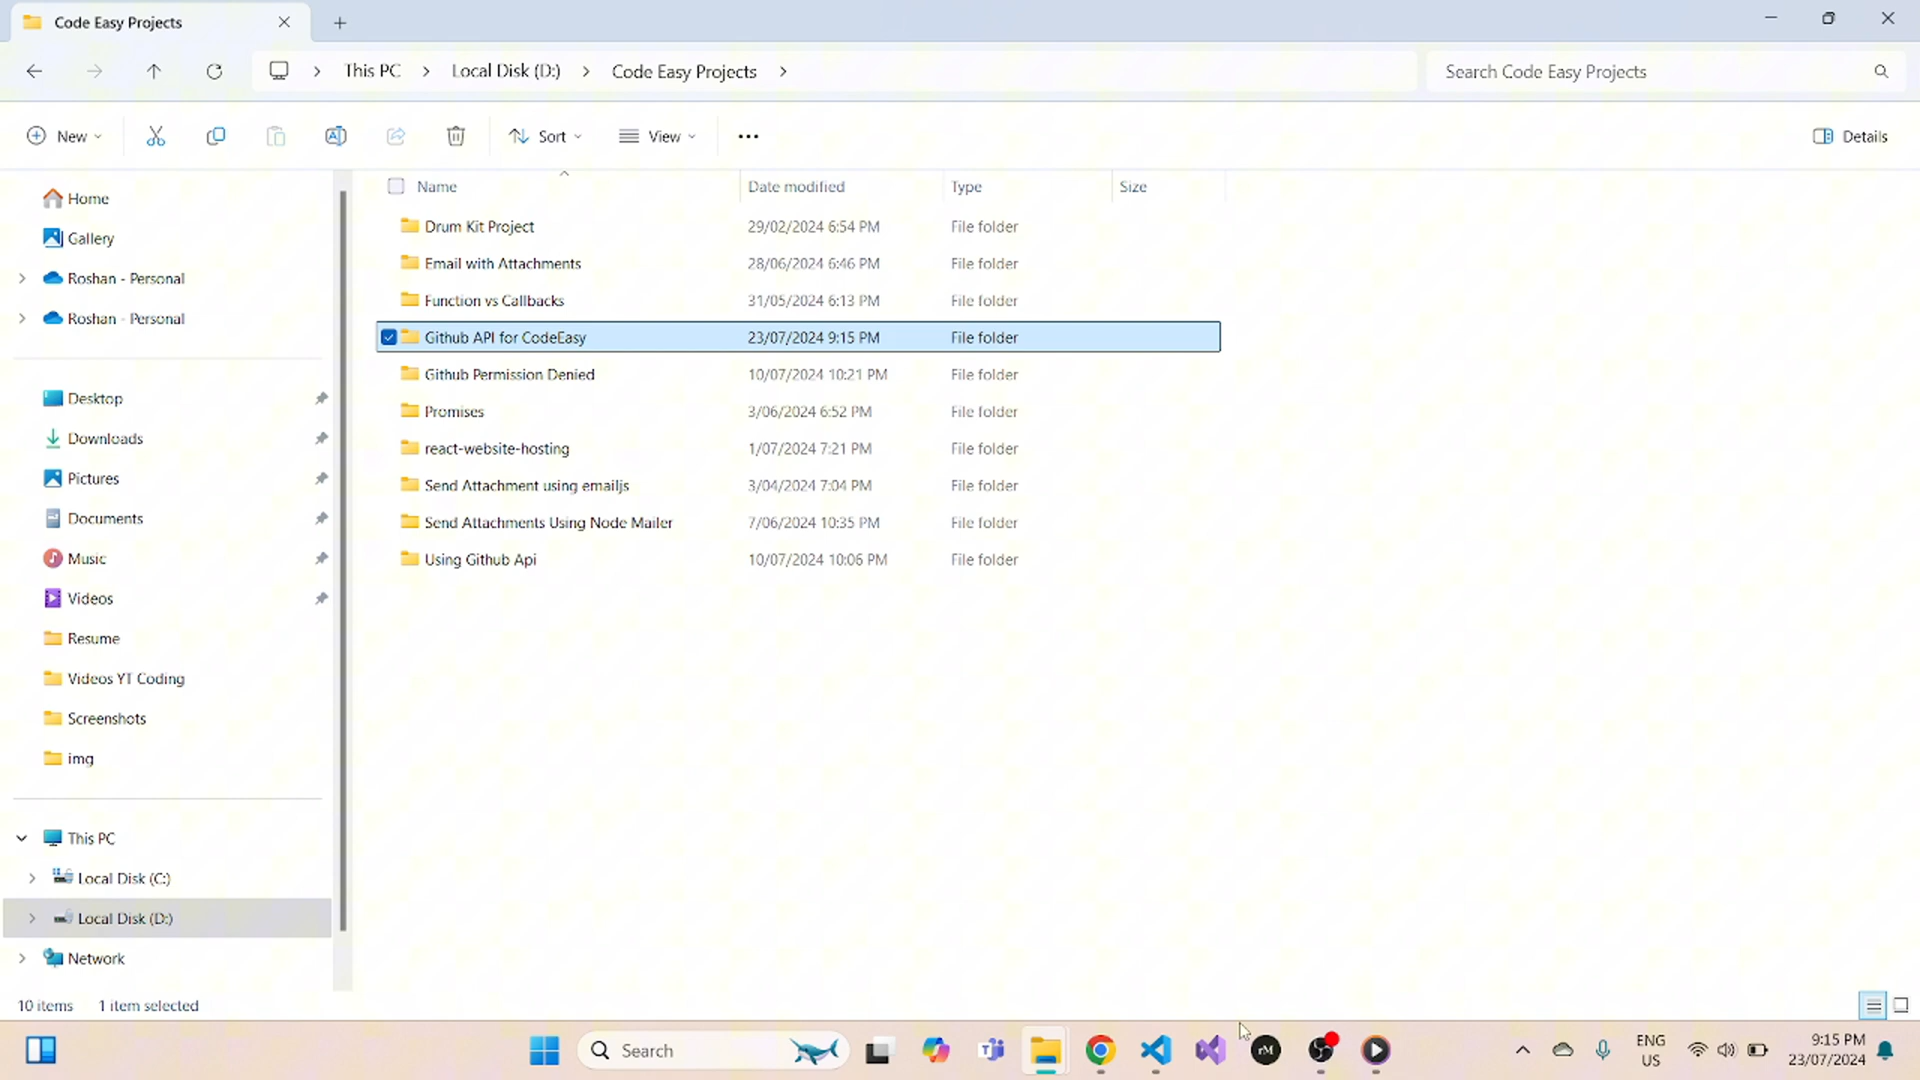 Code Easy Projects
This PC
Local Disk (D:)
Code Easy Projects
Search Code Easy Projects
New
Sort
View
Details
Name
Date modified
Type
Size
Home
Gallery
Roshan - Personal
Roshan - Personal
Desktop
Downloads
Pictures
Documents
Music
Videos
Resume
Videos YT Coding
Screenshots
img
This PC
Local Disk (C:)
Local Disk (D:)
Network
Drum Kit Project 29/02/2024 6:54 PM File folder
Email with Attachments 28/06/2024 6:46 PM File folder
Function vs Callbacks 31/05/2024 6:13 PM File folder
Github API for CodeEasy 23/07/2024 9:15 PM File folder
Github Permission Denied 10/07/2024 10:21 PM File folder
Promises 3/06/2024 6:52 PM File folder
react-website-hosting 1/07/2024 7:21 PM File folder
Send Attachment using emailjs 3/04/2024 7:04 PM File folder
Send Attachments Using Node Mailer 7/06/2024 10:35 PM File folder
Using Github Api 10/07/2024 10:06 PM File folder
10 items 1 item selected
Search
rM
ENG
US
9:15 PM
23/07/2024